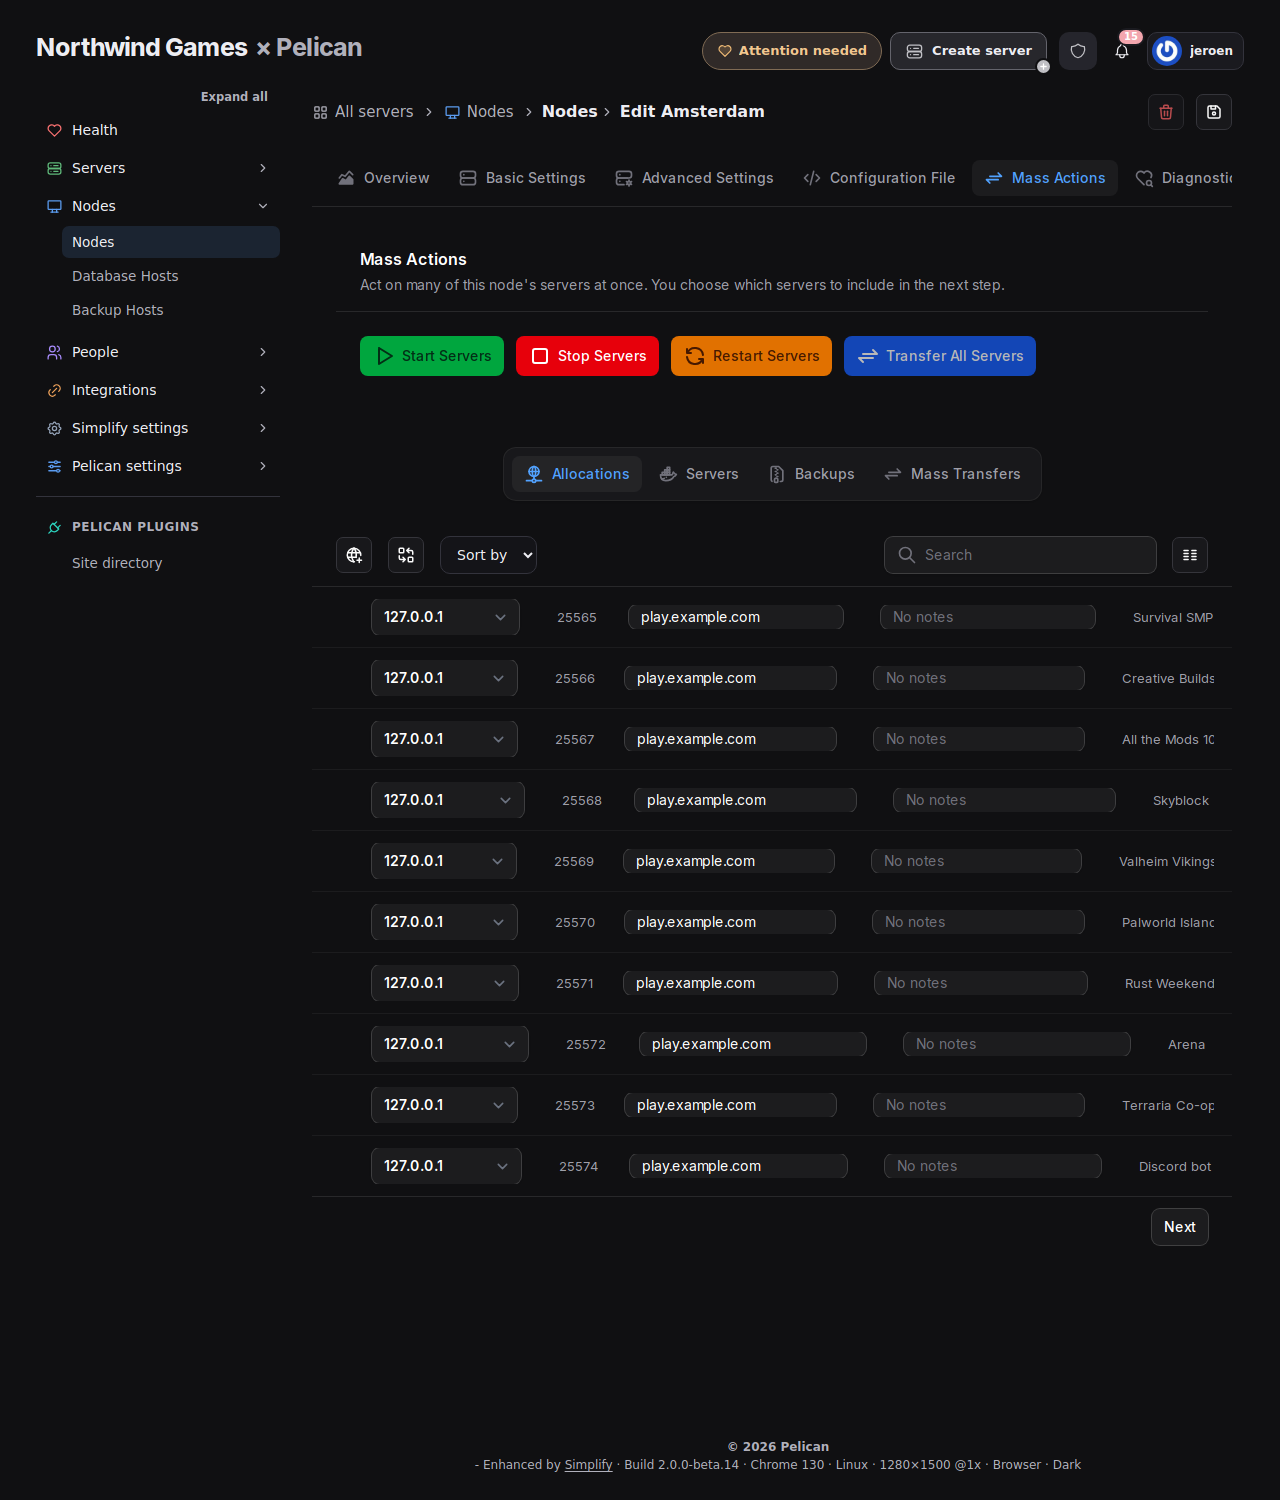 Northwind Games × Pelican
Attention needed
Create server
15
jeroen
Expand all
Health
Servers
Nodes
Nodes
Database Hosts
Backup Hosts
People
Integrations
Simplify settings
Pelican settings
PELICAN PLUGINS
Site directory
All servers > Nodes > Nodes > Edit Amsterdam
Overview
Basic Settings
Advanced Settings
Configuration File
Mass Actions
Diagnostic
Mass Actions
Act on many of this node's servers at once. You choose which servers to include in the next step.
Start Servers
Stop Servers
Restart Servers
Transfer All Servers
Allocations
Servers
Backups
Mass Transfers
Sort by
Search
127.0.0.1 25565 play.example.com No notes Survival SMP
127.0.0.1 25566 play.example.com No notes Creative Builds
127.0.0.1 25567 play.example.com No notes All the Mods 10
127.0.0.1 25568 play.example.com No notes Skyblock
127.0.0.1 25569 play.example.com No notes Valheim Vikings
127.0.0.1 25570 play.example.com No notes Palworld Island
127.0.0.1 25571 play.example.com No notes Rust Weekend
127.0.0.1 25572 play.example.com No notes Arena
127.0.0.1 25573 play.example.com No notes Terraria Co-op
127.0.0.1 25574 play.example.com No notes Discord bot
Next
© 2026 Pelican
- Enhanced by Simplify · Build 2.0.0-beta.14 · Chrome 130 · Linux · 1280×1500 @1x · Browser · Dark